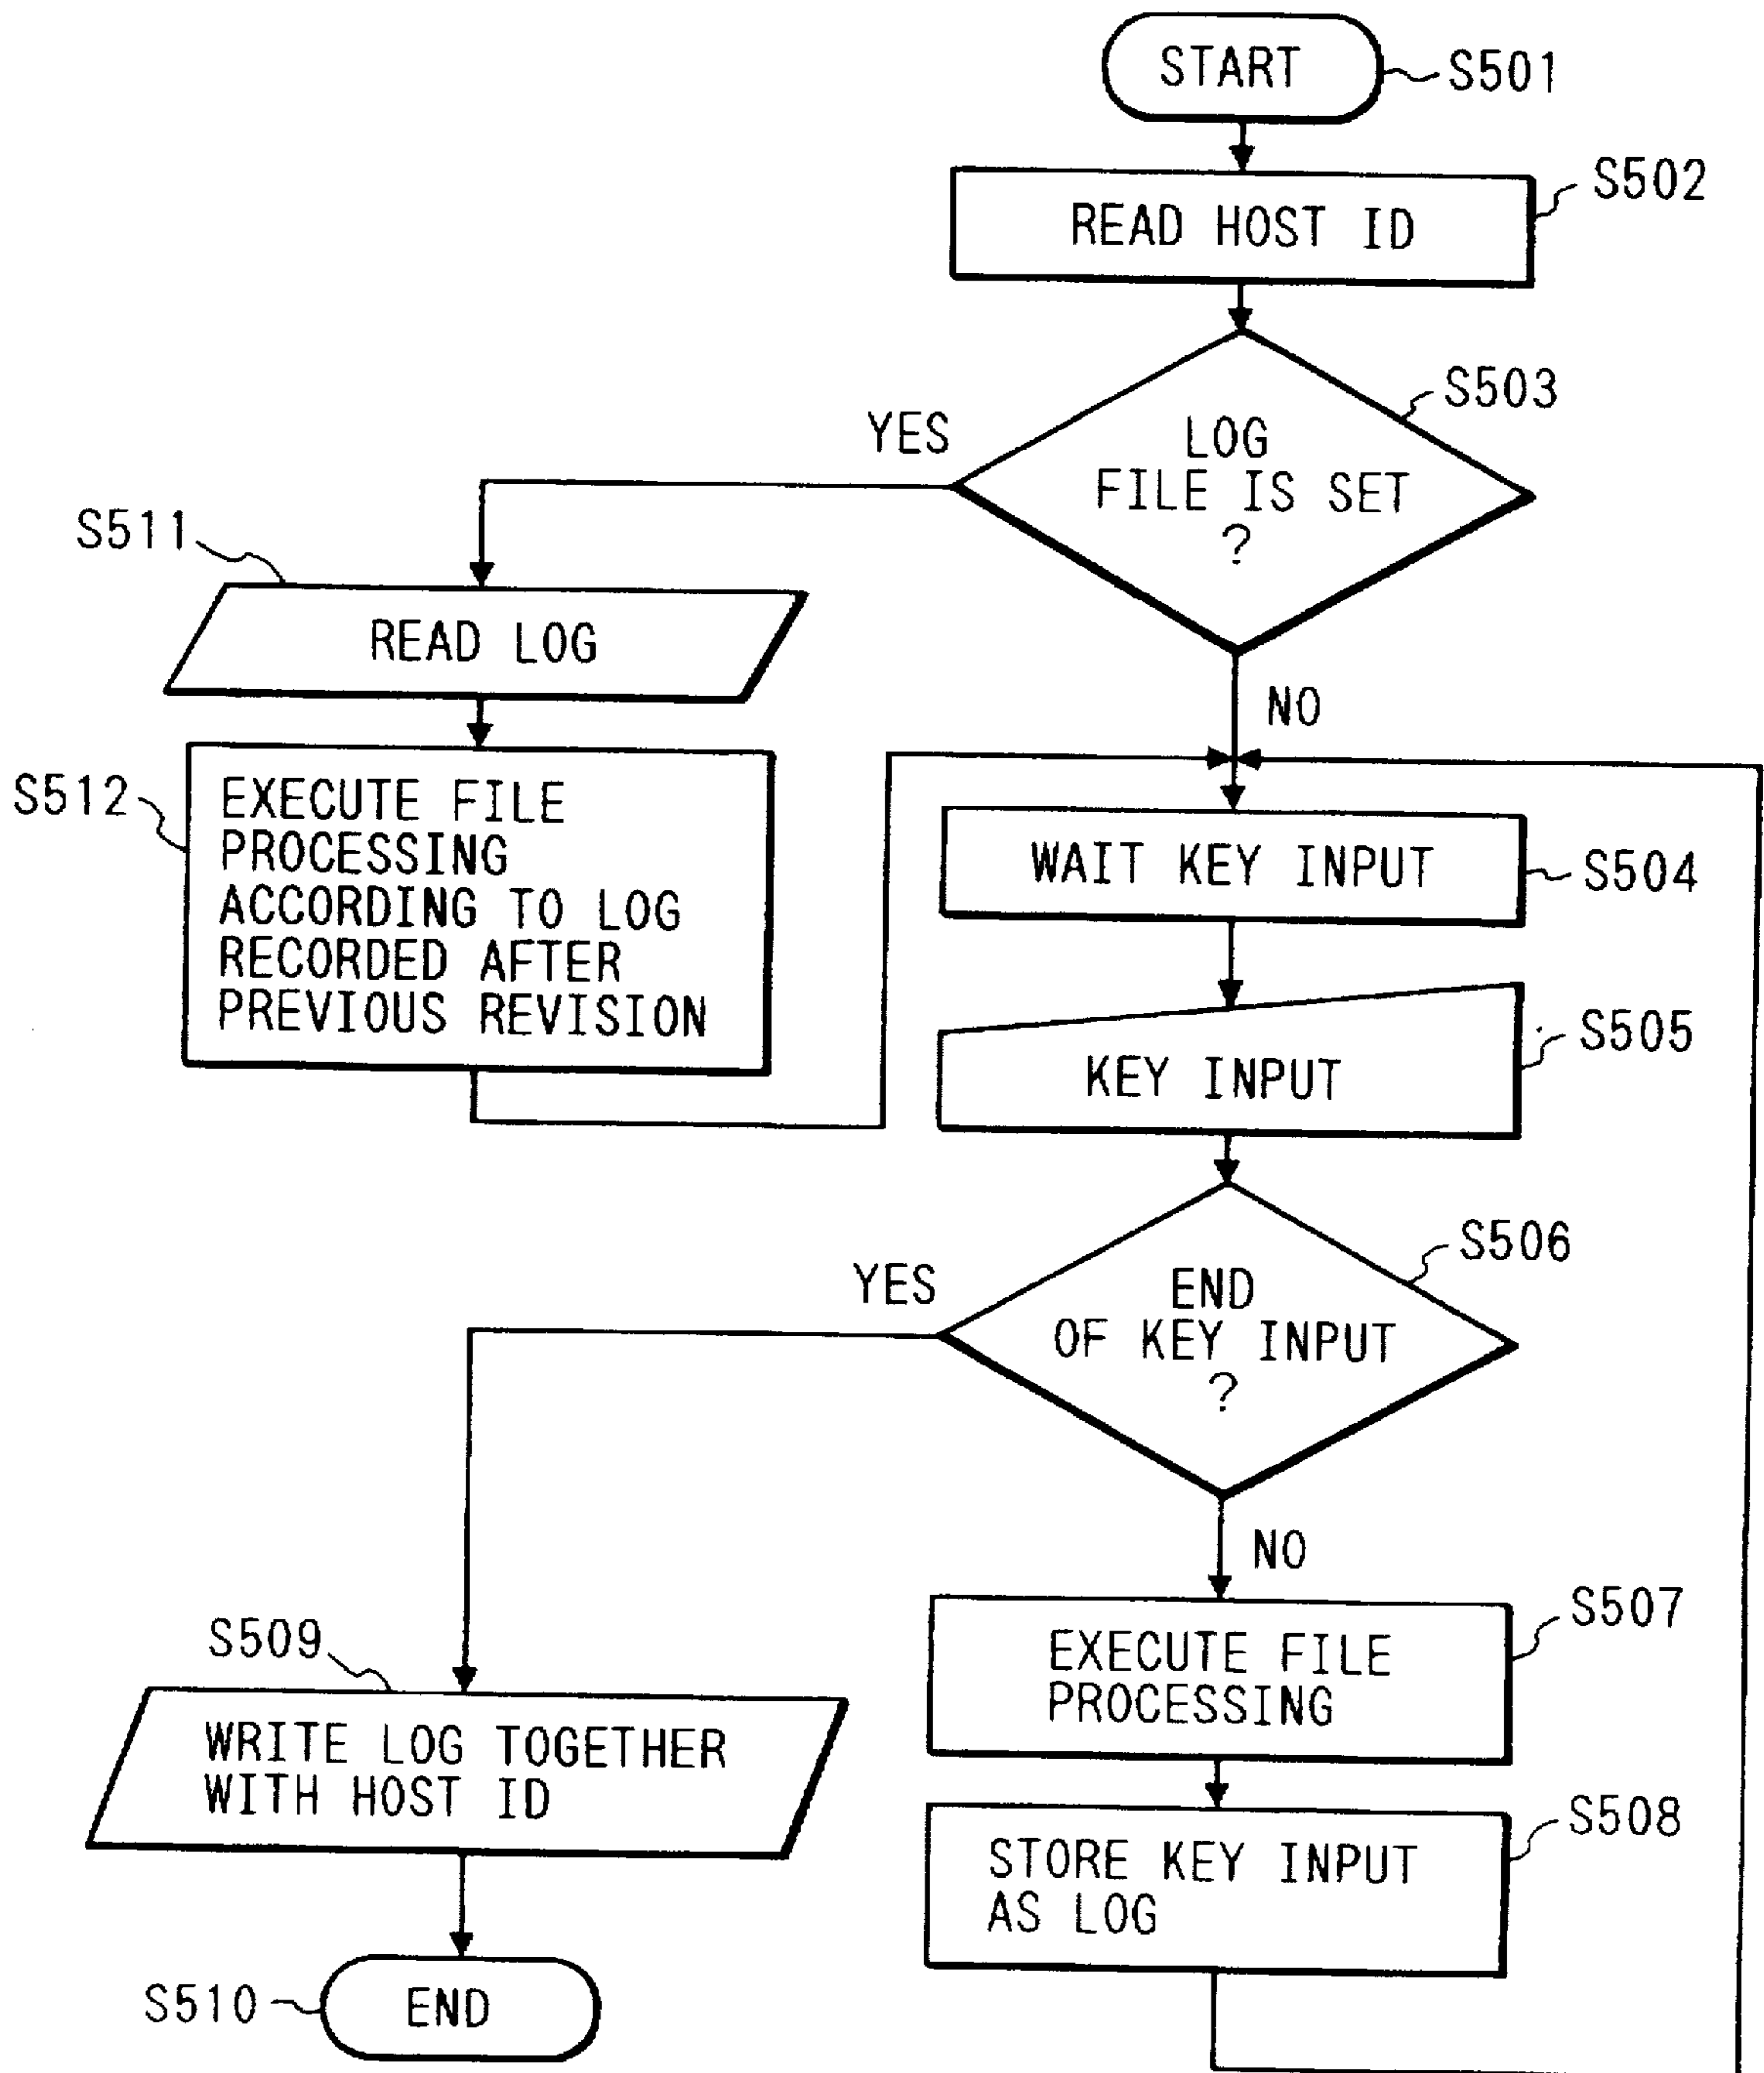 START
S501
READ HOST ID
S502
LOG
FILE IS SET
?
S503
YES
NO
S511
READ LOG
S512
EXECUTE FILE
PROCESSING
ACCORDING TO LOG
RECORDED AFTER
PREVIOUS REVISION
WAIT KEY INPUT
S504
KEY INPUT
S505
END
OF KEY INPUT
?
S506
YES
NO
EXECUTE FILE
PROCESSING
S507
STORE KEY INPUT
AS LOG
S508
S509
WRITE LOG TOGETHER
WITH HOST ID
S510
END